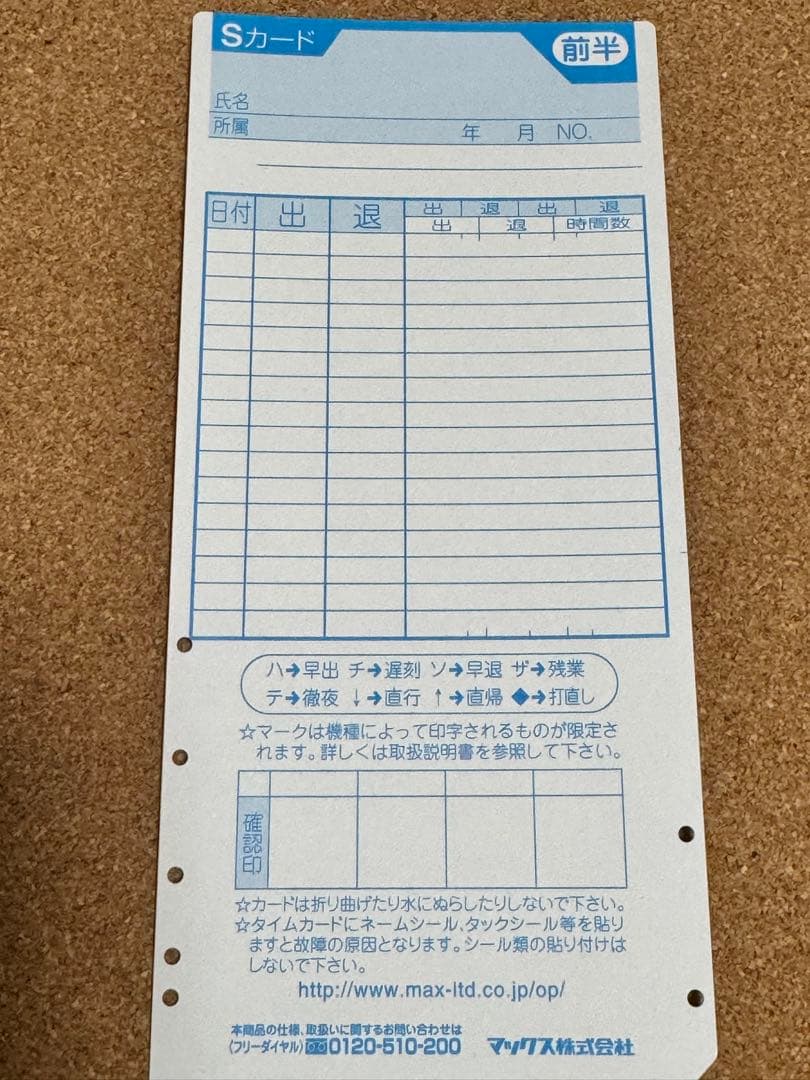 Sカード 前半
氏名
所属 年 月 NO.
日付 出 退 出 退 出 退
出 退 時間数
ハ→早出 チ→遅刻 ソ→早退 ザ→残業
テ→徹夜 ↓→直行 ↑→直帰 ◆→打直し
☆マークは機種によって印字されるものが限定さ
れます。詳しくは取扱説明書を参照して下さい。
確認印
☆カードは折り曲げたり水にぬらしたりしないで下さい。
☆タイムカードにネームシール、タックシール等を貼り
ますと故障の原因となります。シール類の貼り付けは
しないで下さい。
http://www.max-ltd.co.jp/op/
本商品の仕様、取扱いに関するお問い合わせは
(フリーダイヤル) 0120-510-200 マックス株式会社